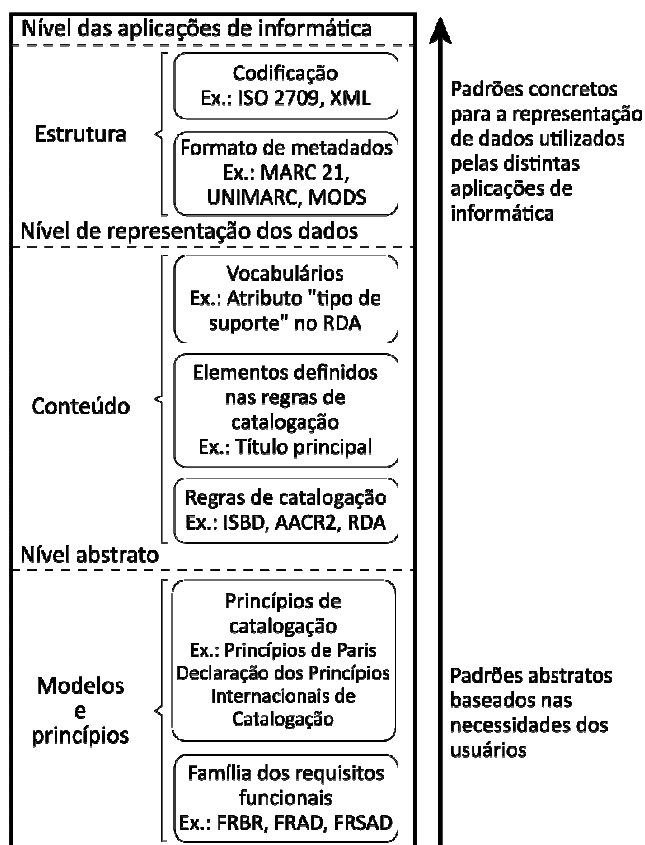 Nível das aplicações de informática
Estrutura
Codificação
Ex.: ISO 2709, XML
Formato de metadados
Ex.: MARC 21,
UNIMARC, MODS
Padrões concretos
para a representação
de dados utilizados
pelas distintas
aplicações de
informática
Nível de representação dos dados
Conteúdo
Vocabulários
Ex.: Atributo "tipo de
suporte" no RDA
Elementos definidos
nas regras de
catalogação
Ex.: Título principal
Regras de catalogação
Ex.: ISBD, AACR2, RDA
Nível abstrato
Modelos
e
princípios
Princípios de
catalogação
Ex.: Princípios de Paris
Declaração dos Princípios
Internacionais de
Catalogação
Família dos requisitos
funcionais
Ex.: FRBR, FRAD, FRSAD
Padrões abstratos
baseados nas
necessidades dos
usuários